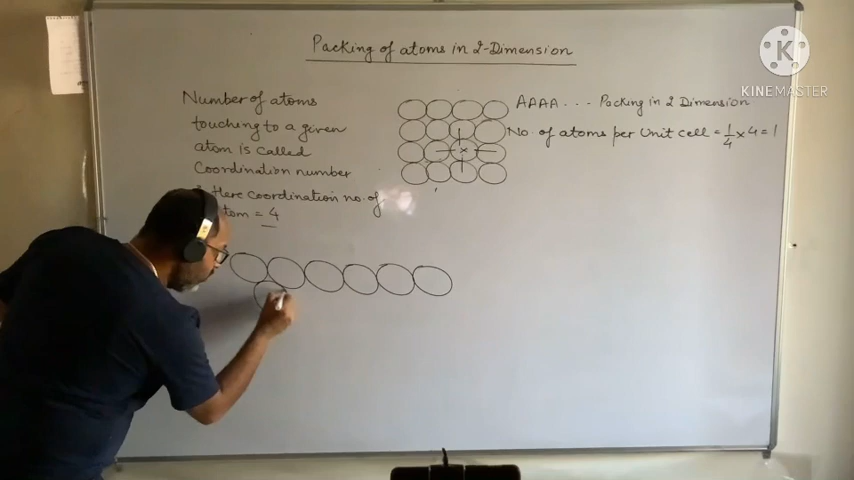 Packing of atoms in 2-Dimension
Number of atoms
touching to a given
atom is called
Coordination number
Here coordination no. of
tom = 4
AAAA ... Packing in 2 Dimension
No. of atoms per Unit cell = 1/4 x 4 = 1
x
K
KINEMASTER